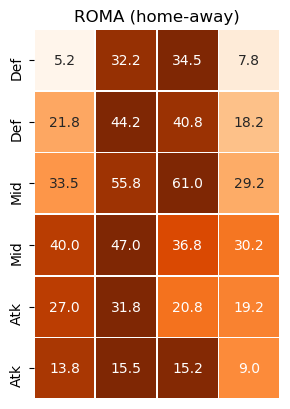 ROMA (home-away)
Def 5.2 32.2 34.5 7.8
Def 21.8 44.2 40.8 18.2
Mid 33.5 55.8 61.0 29.2
Mid 40.0 47.0 36.8 30.2
Atk 27.0 31.8 20.8 19.2
Atk 13.8 15.5 15.2 9.0